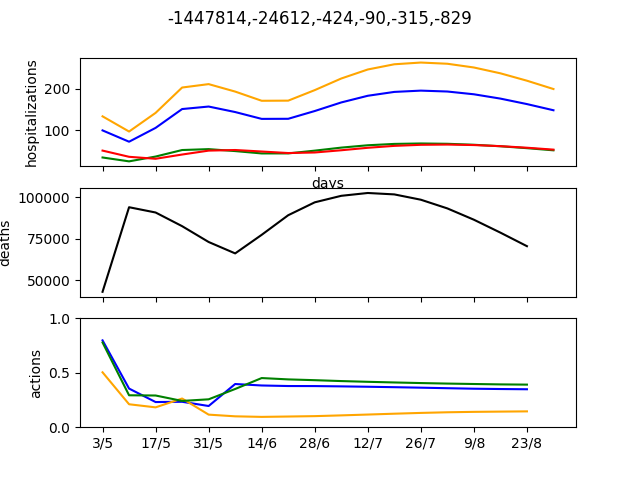 -1447814,-24612,-424,-90,-315,-829
hospitalizations
200
100
days
deaths
100000
75000
50000
actions
1.0
0.5
0.0
3/5 17/5 31/5 14/6 28/6 12/7 26/7 9/8 23/8